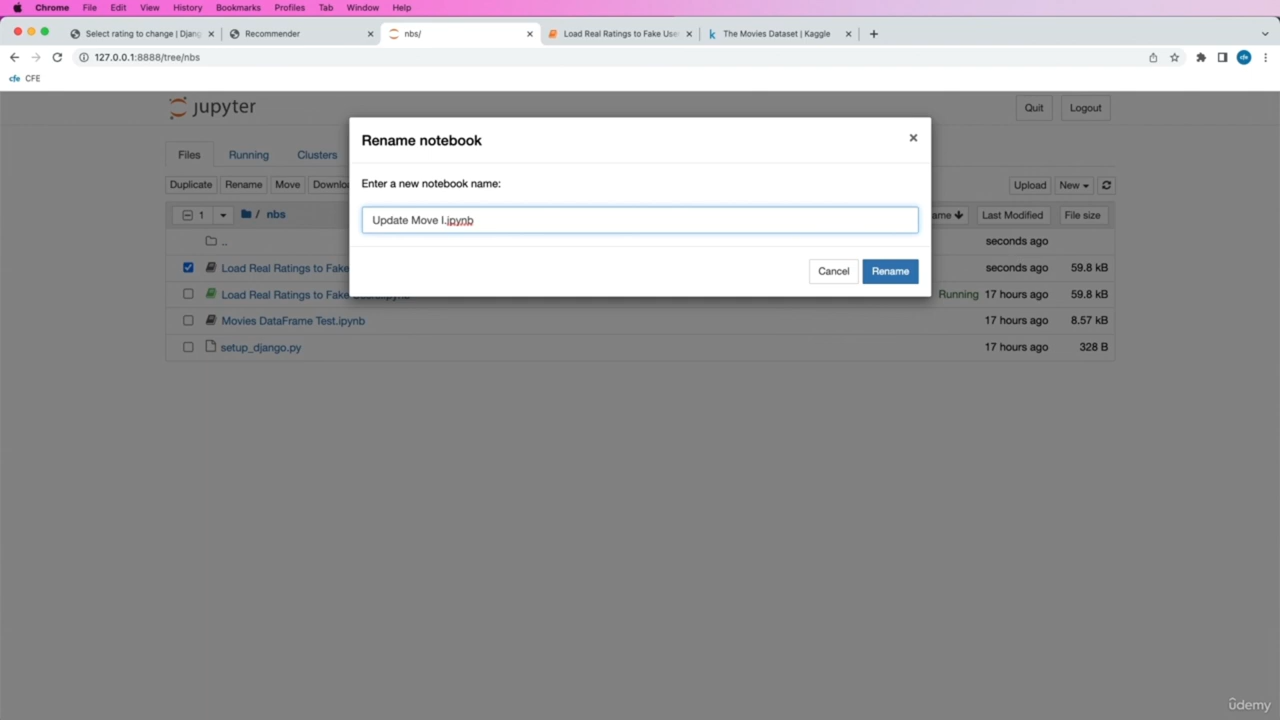 Chrome File Edit View History Bookmarks Profiles Tab Window Help
Select rating to change | Djang Recommender nbs/ Load Real Ratings to Fake Use The Movies Dataset | Kaggle
127.0.0.1:8888/tree/nbs
cfe CFE
jupyter Quit Logout
Rename notebook
Files Running Clusters
Enter a new notebook name:
Duplicate Rename Move Downlo Upload New
1 / nbs ame Last Modified File size
Update Move I.ipynb
.. seconds ago
Load Real Ratings to Fake seconds ago 59.8 kB
Cancel Rename
Load Real Ratings to Fake Running 17 hours ago 59.8 kB
Movies DataFrame Test.ipynb 17 hours ago 8.57 kB
setup_django.py 17 hours ago 328 B
ûdemy